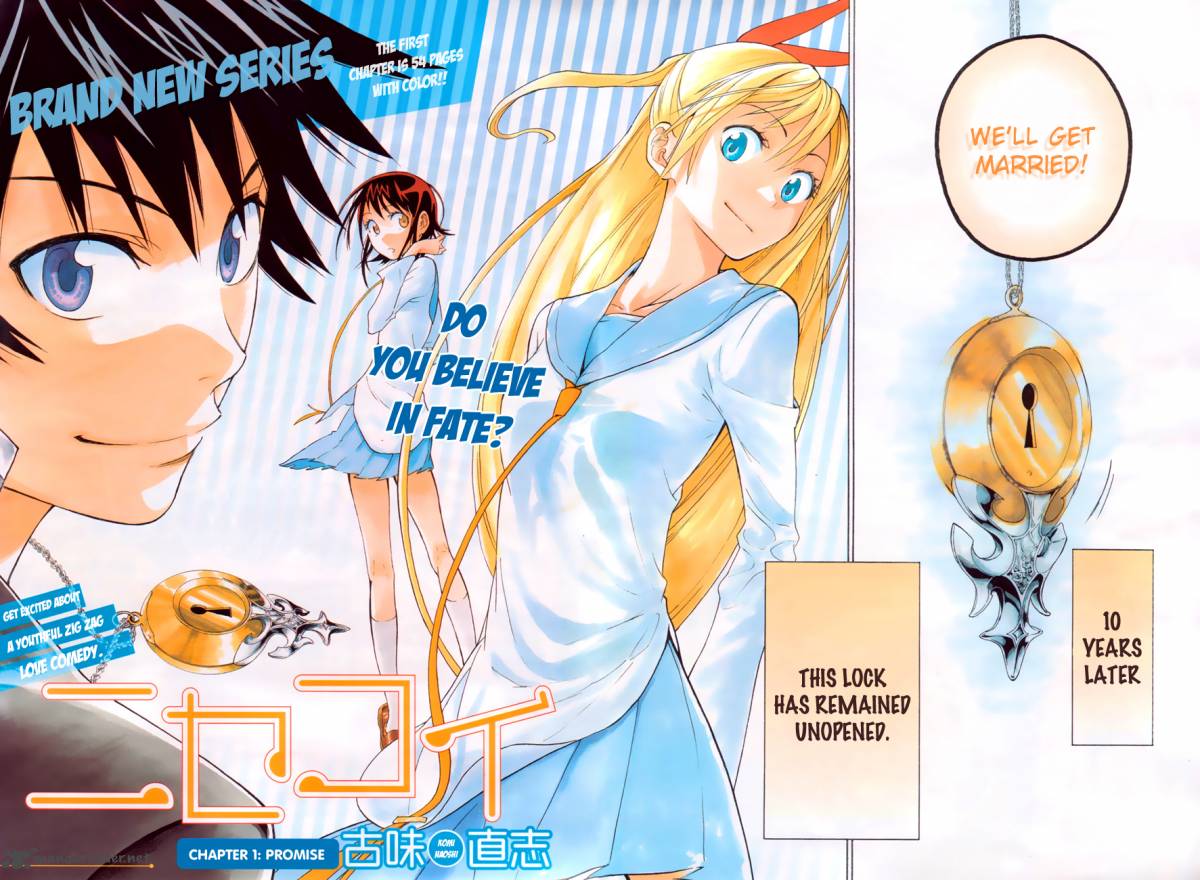 WE'LL GET
MARRIED!
10
YEARS
LATER
THIS LOCK
HAS REMAINED
UNOPENED.
BRAND NEW SERIES
THE FIRST
CHAPTER IS 54 PAGES
WITH COLOR!!
DO
YOU BELIEVE
IN FATE?
GET EXCITED ABOUT
A YOUTHFUL ZIG ZAG
LOVE COMEDY.
ニセコイ
CHAPTER 1: PROMISE
古味 直志
KOMI
NAOSHI